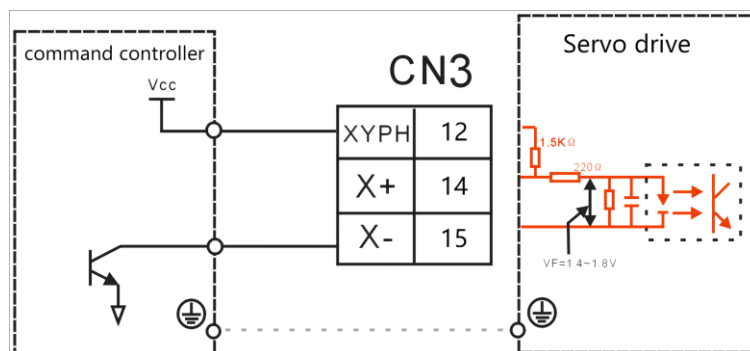 command controller
Servo drive
CN3
Vcc
XYPH 12
X+ 14
X- 15
1.5KΩ
220Ω
VF=1.4-1.8V